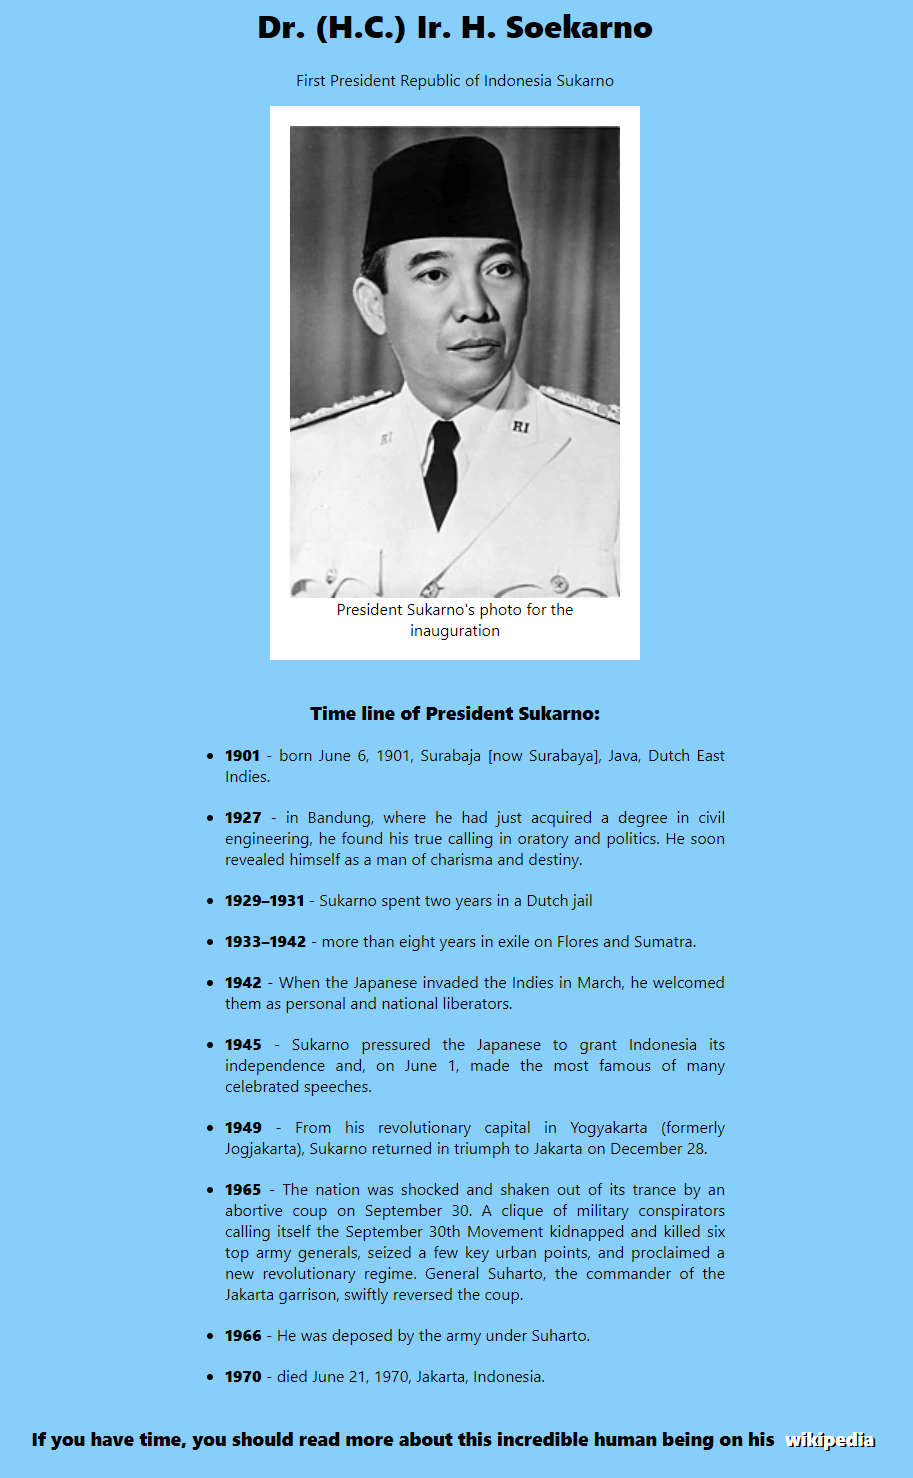 Dr. (H.C.) Ir. H. Soekarno
First President Republic of Indonesia Sukarno
RI
RI
President Sukarno's photo for the
inauguration
Time line of President Sukarno:
1901 - born June 6, 1901, Surabaja [now Surabaya], Java, Dutch East
Indies.
1927 - in Bandung, where he had just acquired a degree in civil
engineering, he found his true calling in oratory and politics. He soon
revealed himself as a man of charisma and destiny.
1929–1931 - Sukarno spent two years in a Dutch jail
1933–1942 - more than eight years in exile on Flores and Sumatra.
1942 - When the Japanese invaded the Indies in March, he welcomed
them as personal and national liberators.
1945 - Sukarno pressured the Japanese to grant Indonesia its
independence and, on June 1, made the most famous of many
celebrated speeches.
1949 - From his revolutionary capital in Yogyakarta (formerly
Jogjakarta), Sukarno returned in triumph to Jakarta on December 28.
1965 - The nation was shocked and shaken out of its trance by an
abortive coup on September 30. A clique of military conspirators
calling itself the September 30th Movement kidnapped and killed six
top army generals, seized a few key urban points, and proclaimed a
new revolutionary regime. General Suharto, the commander of the
Jakarta garrison, swiftly reversed the coup.
1966 - He was deposed by the army under Suharto.
1970 - died June 21, 1970, Jakarta, Indonesia.
If you have time, you should read more about this incredible human being on his wikipedia